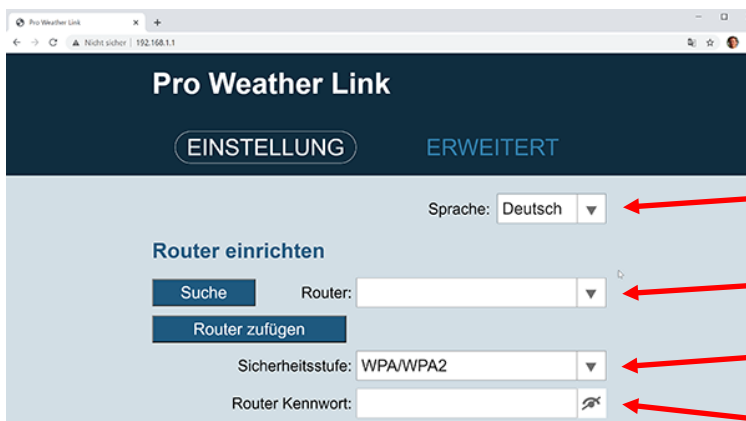 Pro Weather Link
Nicht sicher | 192.168.1.1
Pro Weather Link
EINSTELLUNG ERWEITERT
Sprache: Deutsch
Router einrichten
Suche Router:
Router zufügen
Sicherheitsstufe: WPA/WPA2
Router Kennwort: